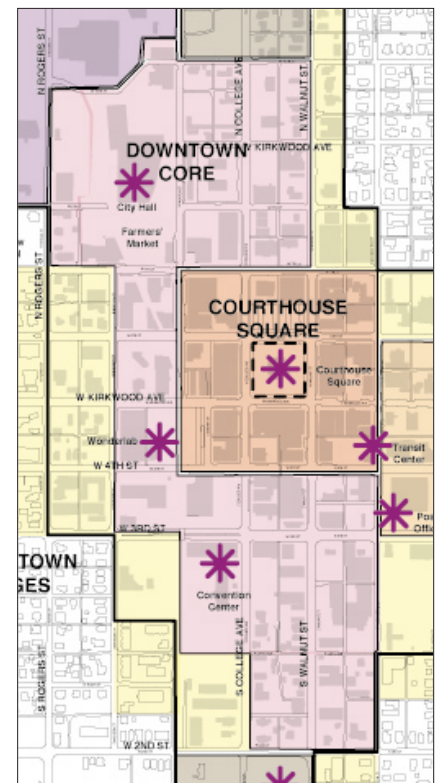 N ROGERS ST
N COLLEGE AVE
N WALNUT ST
DOWNTOWN
CORE
KIRKWOOD AVE
City Hall
Farmers'
Market
N ROGERS ST
COURTHOUSE
SQUARE
Courthouse
Square
W KIRKWOOD AVE
Wonderlab
W 4TH ST
Transit
Center
W 3RD ST
TOWN
GES
Convention
Center
S COLLEGE AVE
S WALNUT ST
S ROGERS ST
W 2ND ST